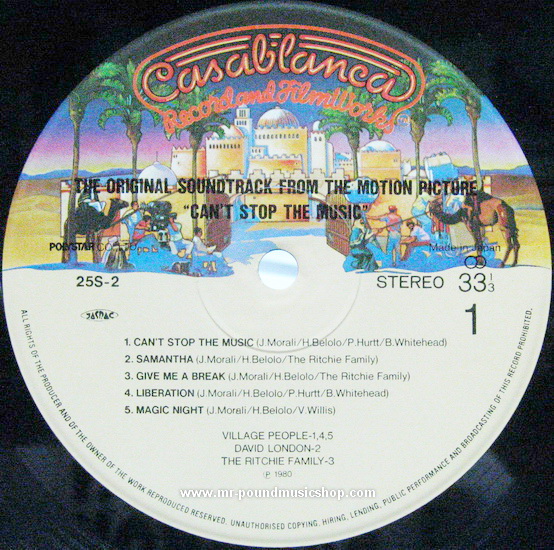 Casablanca
Record and FilmWorks
THE ORIGINAL SOUNDTRACK FROM THE MOTION PICTURE
"CAN'T STOP THE MUSIC"
POLYSTAR CO., LTD.
Made in Japan
25S-2
STEREO 33 1/3
JASRAC
1
1. CAN'T STOP THE MUSIC (J.Morali/H.Belolo/P.Hurtt/B.Whitehead)
2. SAMANTHA (J.Morali/H.Belolo/The Ritchie Family)
3. GIVE ME A BREAK (J.Morali/H.Belolo/The Ritchie Family)
4. LIBERATION (J.Morali/H.Belolo/P.Hurtt/B.Whitehead)
5. MAGIC NIGHT (J.Morali/H.Belolo/V.Willis)
VILLAGE PEOPLE-1,4,5
DAVID LONDON-2
THE RITCHIE FAMILY-3
℗ 1980
www.mr-poundmusicshop.com
ALL RIGHTS OF THE PRODUCER AND OF THE OWNER OF THE WORK REPRODUCED RESERVED. UNAUTHORISED COPYING, HIRING, LENDING, PUBLIC PERFORMANCE AND BROADCASTING OF THIS RECORD PROHIBITED.